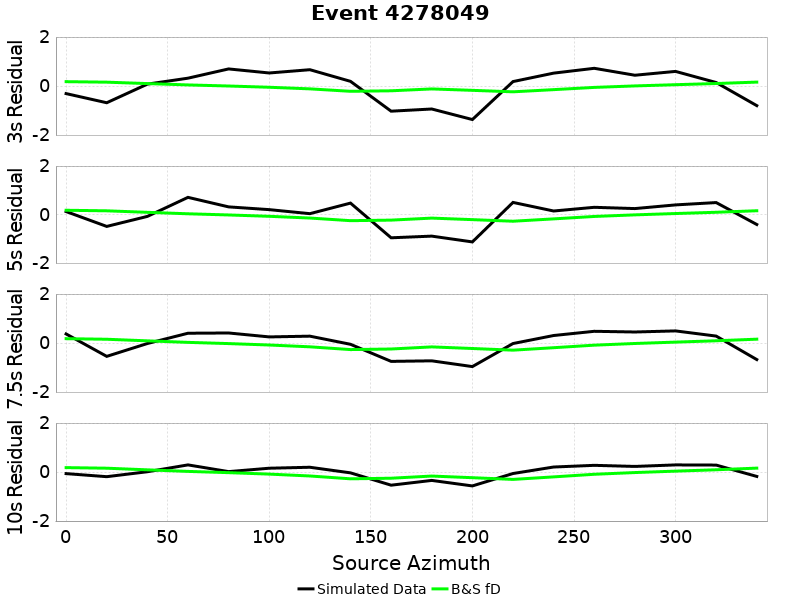 Event 4278049
3s Residual
2
0
-2
5s Residual
2
0
-2
7.5s Residual
2
0
-2
10s Residual
2
0
-2
0 50 100 150 200 250 300
Source Azimuth
Simulated Data B&S fD